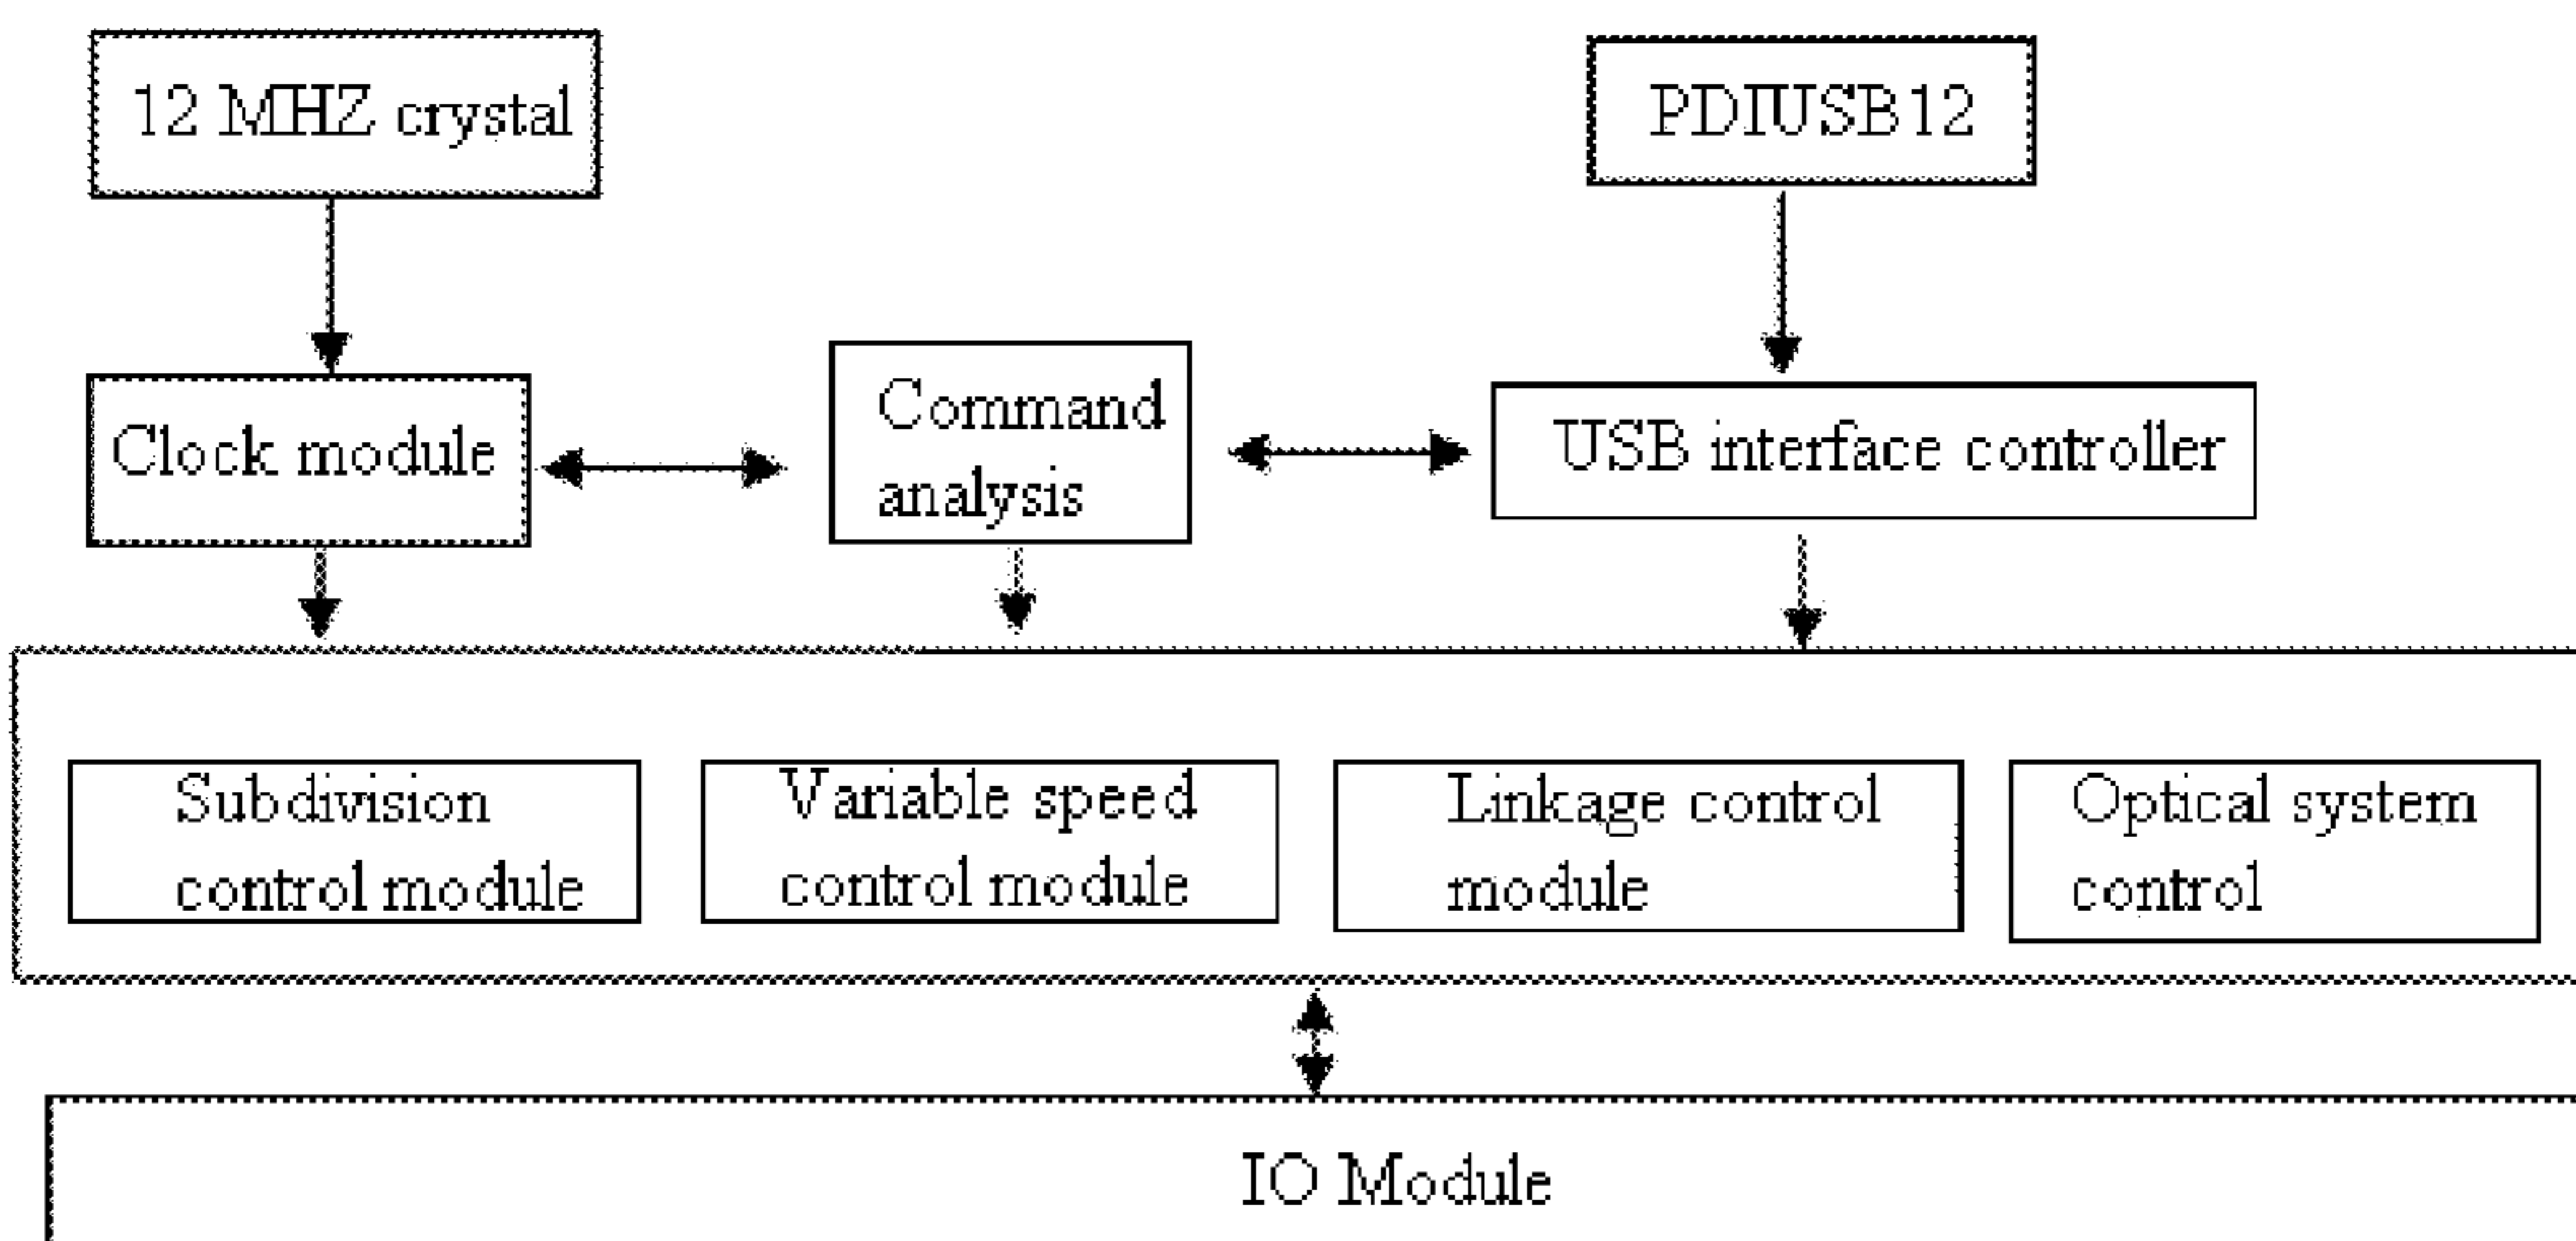 12 MHZ crystal
PDIUSB12
Clock module
Command
analysis
USB interface controller
Subdivision
control module
Variable speed
control module
Linkage control
module
Optical system
control
IO Module